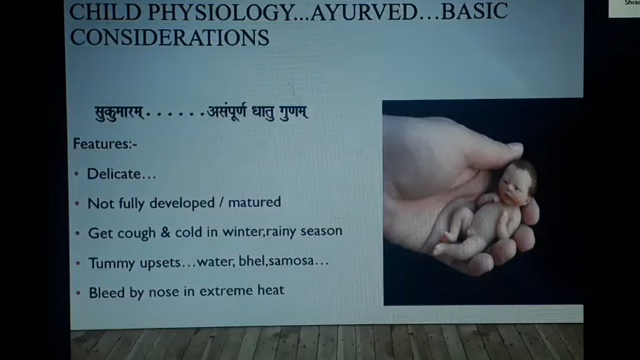 CHILD PHYSIOLOGY...AYURVED...BASIC
CONSIDERATIONS
सुकुमारम्......असंपूर्ण धातु गुणम्
Features:-
• Delicate...
• Not fully developed / matured
• Get cough & cold in winter,rainy season
• Tummy upsets...water, bhel,samosa...
• Bleed by nose in extreme heat